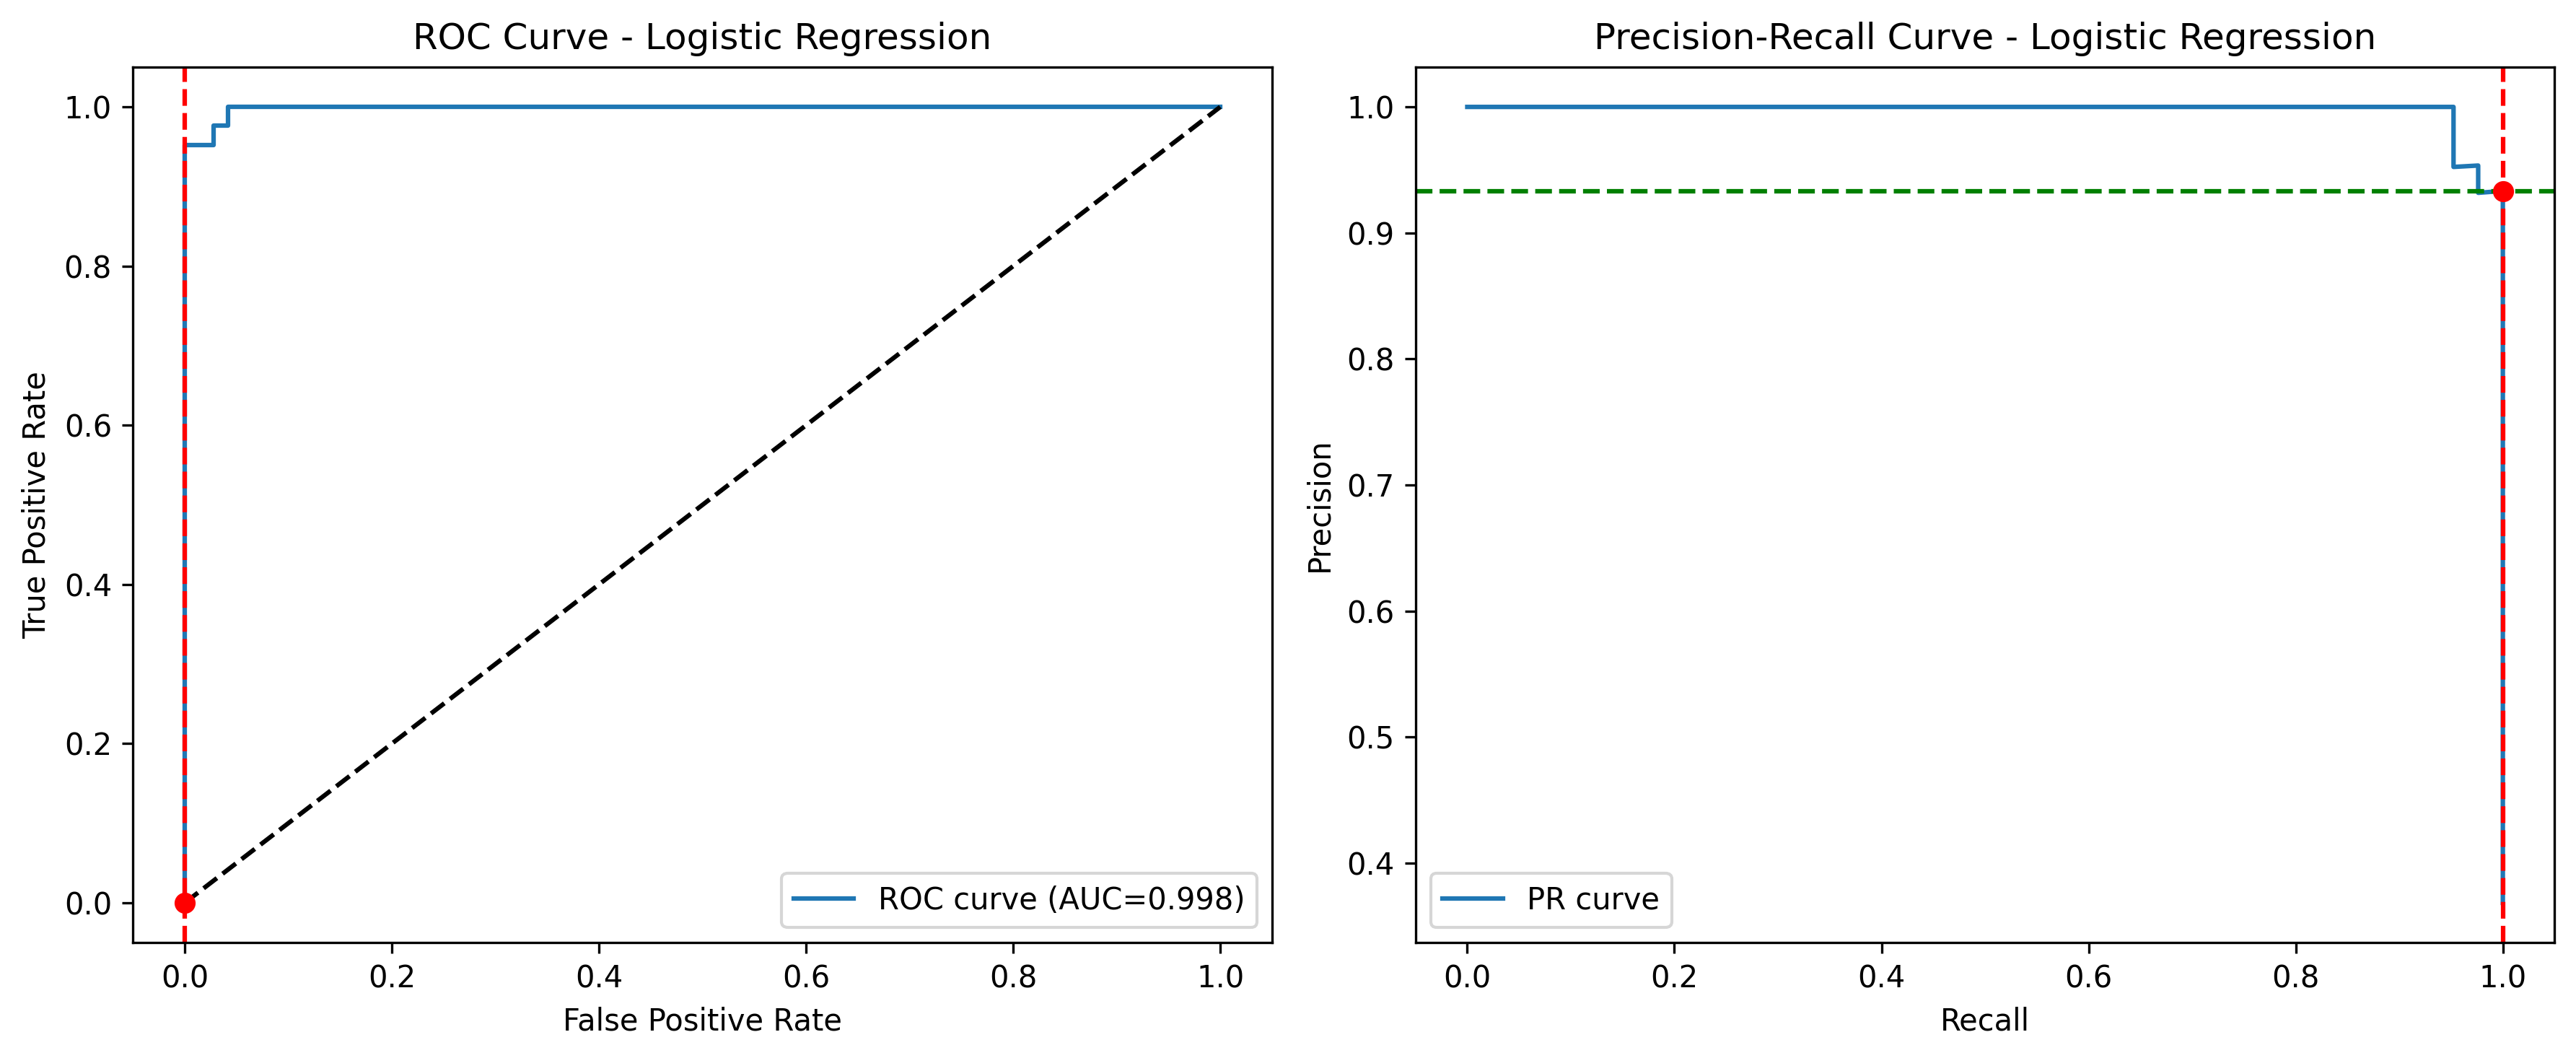 ROC Curve - Logistic Regression
True Positive Rate
1.0
0.8
0.6
0.4
0.2
0.0
ROC curve (AUC=0.998)
0.0 0.2 0.4 0.6 0.8 1.0
False Positive Rate
Precision-Recall Curve - Logistic Regression
Precision
1.0
0.9
0.8
0.7
0.6
0.5
0.4
PR curve
0.0 0.2 0.4 0.6 0.8 1.0
Recall